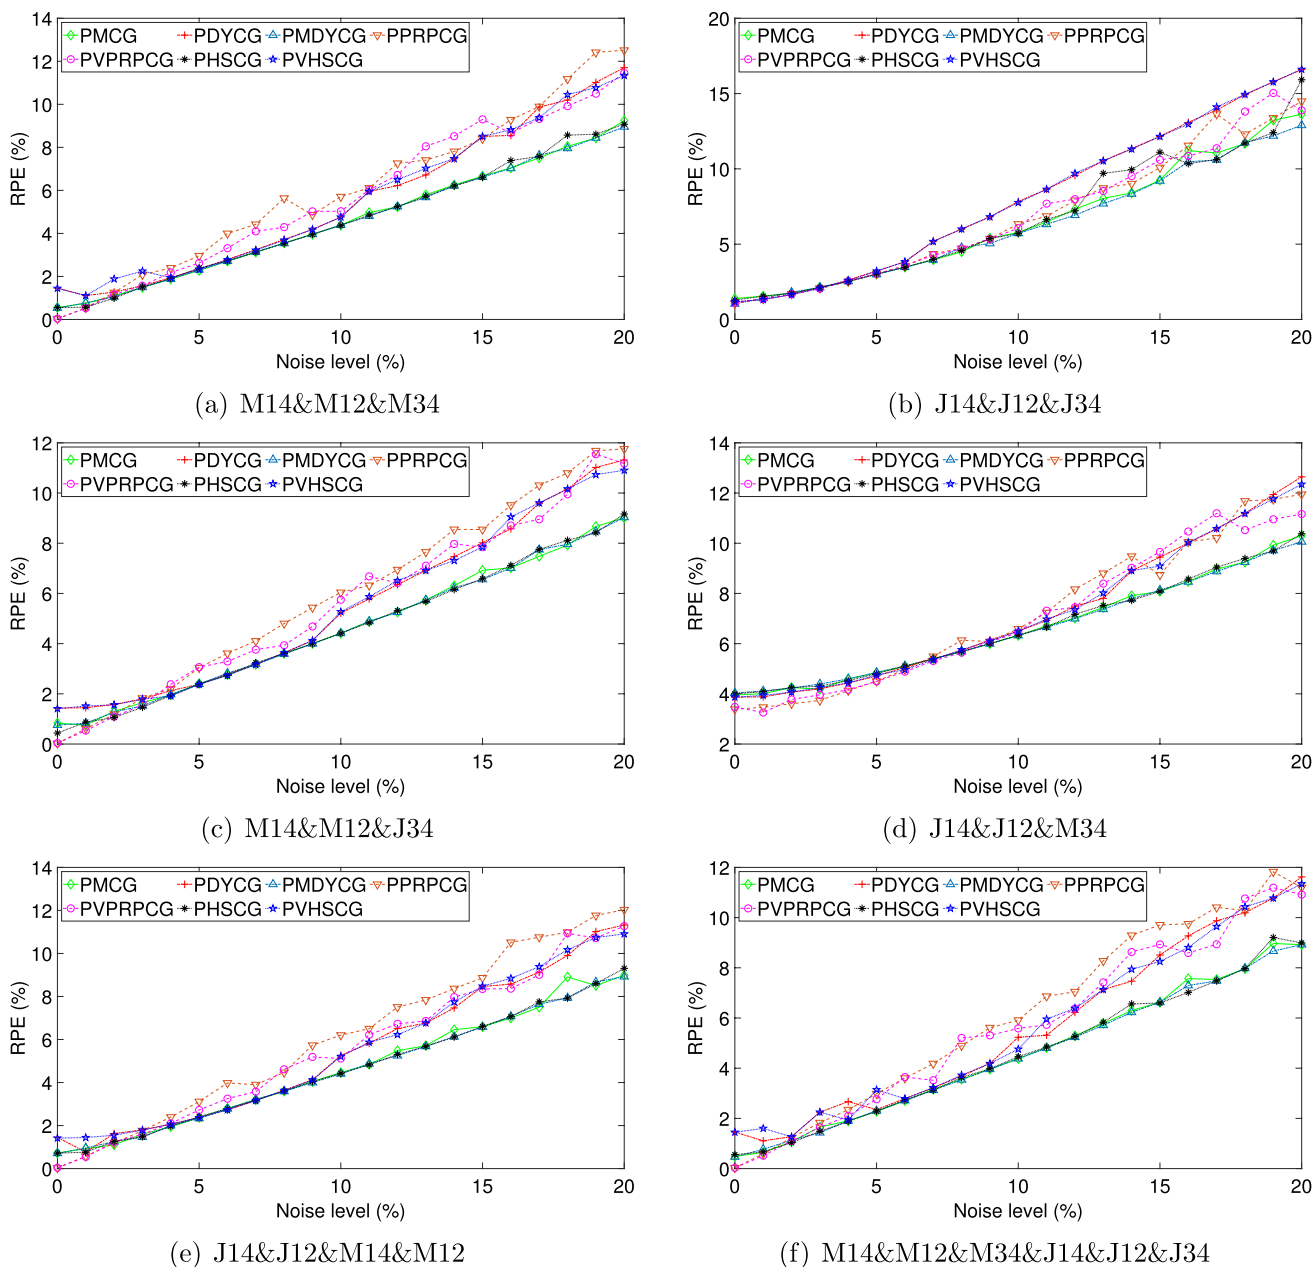 14
12
10
8
6
4
2
0
RPE (%)
PMCG PDYCG PMDYCG PPRPCG
PVPRPCG PHSCG PVHSCG
0 5 10 15 20
Noise level (%)
(a) M14&M12&M34
20
15
10
5
0
RPE (%)
PMCG PDYCG PMDYCG PPRPCG
PVPRPCG PHSCG PVHSCG
0 5 10 15 20
Noise level (%)
(b) J14&J12&J34
12
10
8
6
4
2
0
RPE (%)
PMCG PDYCG PMDYCG PPRPCG
PVPRPCG PHSCG PVHSCG
0 5 10 15 20
Noise level (%)
(c) M14&M12&J34
14
12
10
8
6
4
2
RPE (%)
PMCG PDYCG PMDYCG PPRPCG
PVPRPCG PHSCG PVHSCG
0 5 10 15 20
Noise level (%)
(d) J14&J12&M34
14
12
10
8
6
4
2
0
RPE (%)
PMCG PDYCG PMDYCG PPRPCG
PVPRPCG PHSCG PVHSCG
0 5 10 15 20
Noise level (%)
(e) J14&J12&M14&M12
12
10
8
6
4
2
0
RPE (%)
PMCG PDYCG PMDYCG PPRPCG
PVPRPCG PHSCG PVHSCG
0 5 10 15 20
Noise level (%)
(f) M14&M12&M34&J14&J12&J34